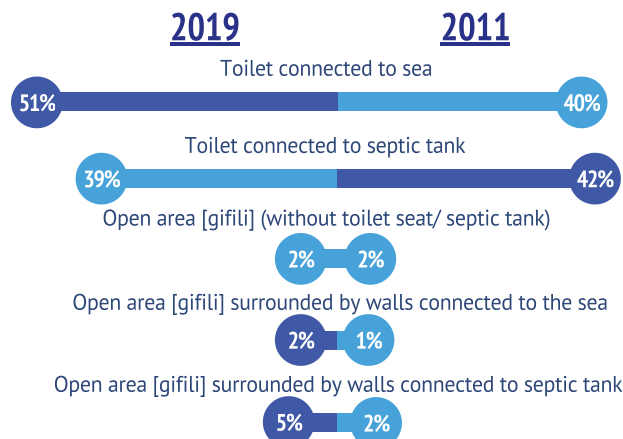 2019 2011
Toilet connected to sea
51% 40%
Toilet connected to septic tank
39% 42%
Open area [gifili] (without toilet seat/ septic tank)
2% 2%
Open area [gifili] surrounded by walls connected to the sea
2% 1%
Open area [gifili] surrounded by walls connected to septic tank
5% 2%